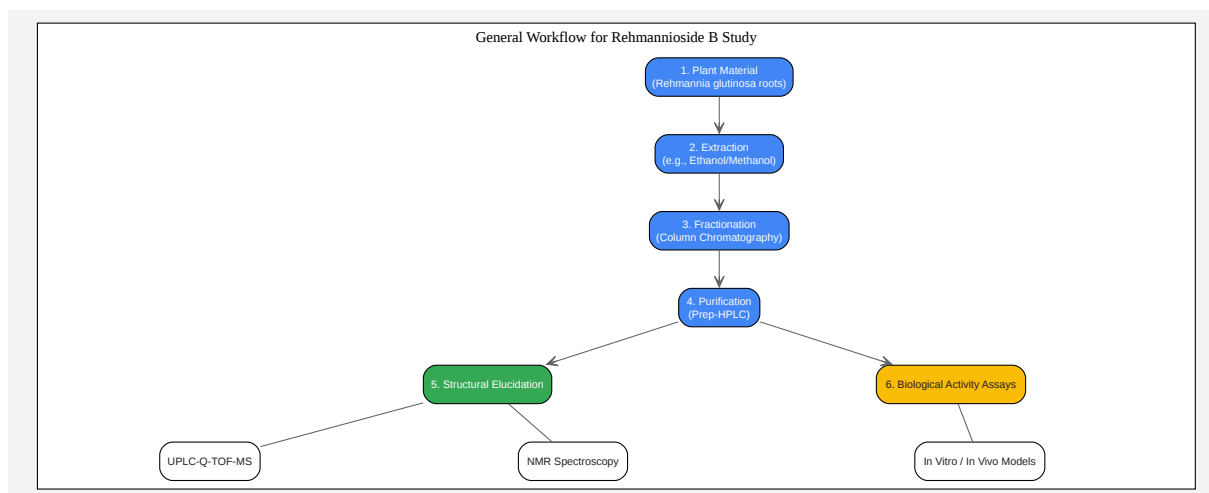 General Workflow for Rehmannioside B Study
1. Plant Material
(Rehmannia glutinosa roots)
2. Extraction
(e.g., Ethanol/Methanol)
3. Fractionation
(Column Chromatography)
4. Purification
(Prep-HPLC)
5. Structural Elucidation
6. Biological Activity Assays
UPLC-Q-TOF-MS
NMR Spectroscopy
In Vitro / In Vivo Models